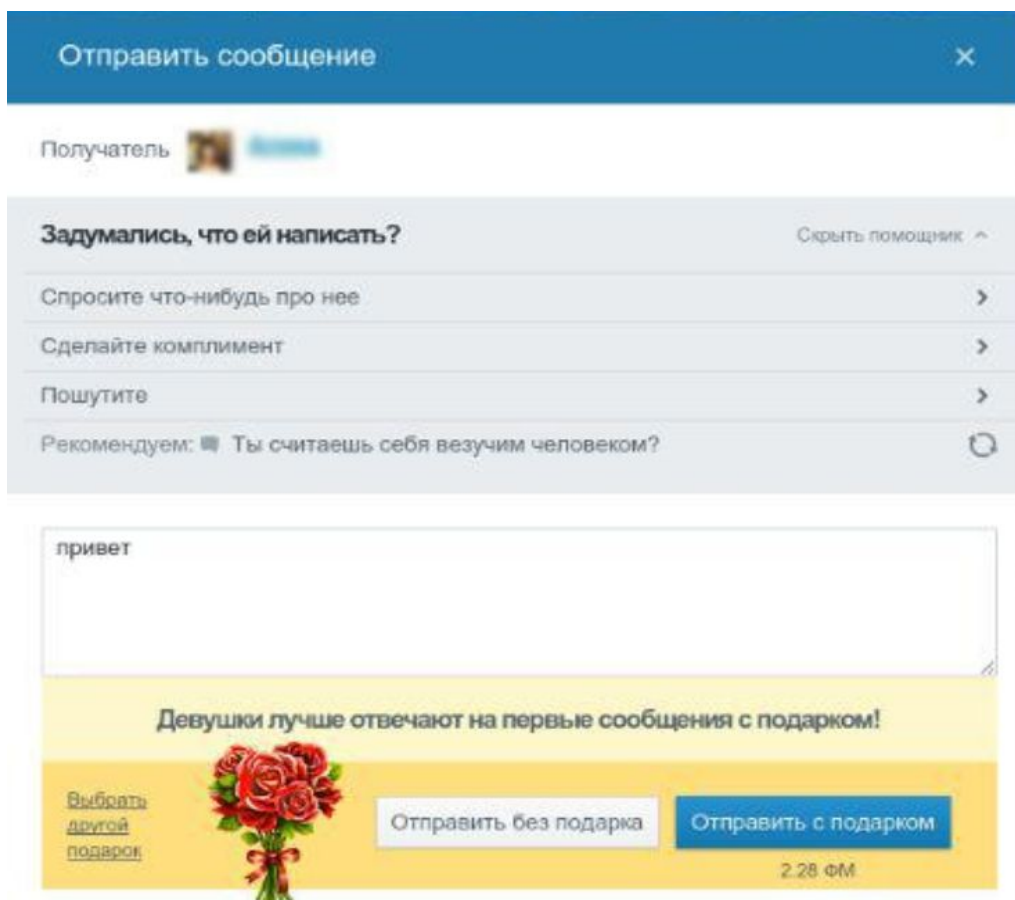 Отправить сообщение
Получатель
Задумались, что ей написать?
Скрыть помощник
Спросите что-нибудь про нее
Сделайте комплимент
Пошутите
Рекомендуем: Ты считаешь себя везучим человеком?
привет
Девушки лучше отвечают на первые сообщения с подарком!
Выбрать
другой
подарок
Отправить без подарка
Отправить с подарком
2.28 ФМ